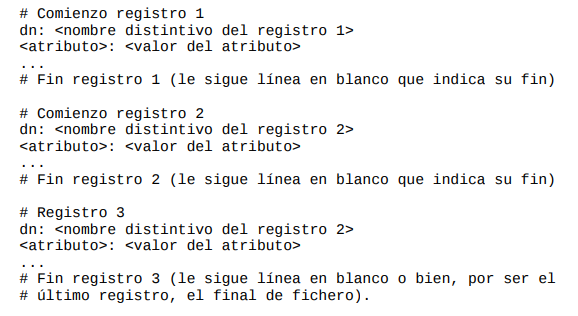 # Comienzo registro 1
dn: <nombre distintivo del registro 1>
<atributo>: <valor del atributo>
...
# Fin registro 1 (le sigue línea en blanco que indica su fin)
# Comienzo registro 2
dn: <nombre distintivo del registro 2>
<atributo>: <valor del atributo>
...
# Fin registro 2 (le sigue línea en blanco que indica su fin)
# Registro 3
dn: <nombre distintivo del registro 2>
<atributo>: <valor del atributo>
...
# Fin registro 3 (le sigue línea en blanco o bien, por ser el
# último registro, el final de fichero).